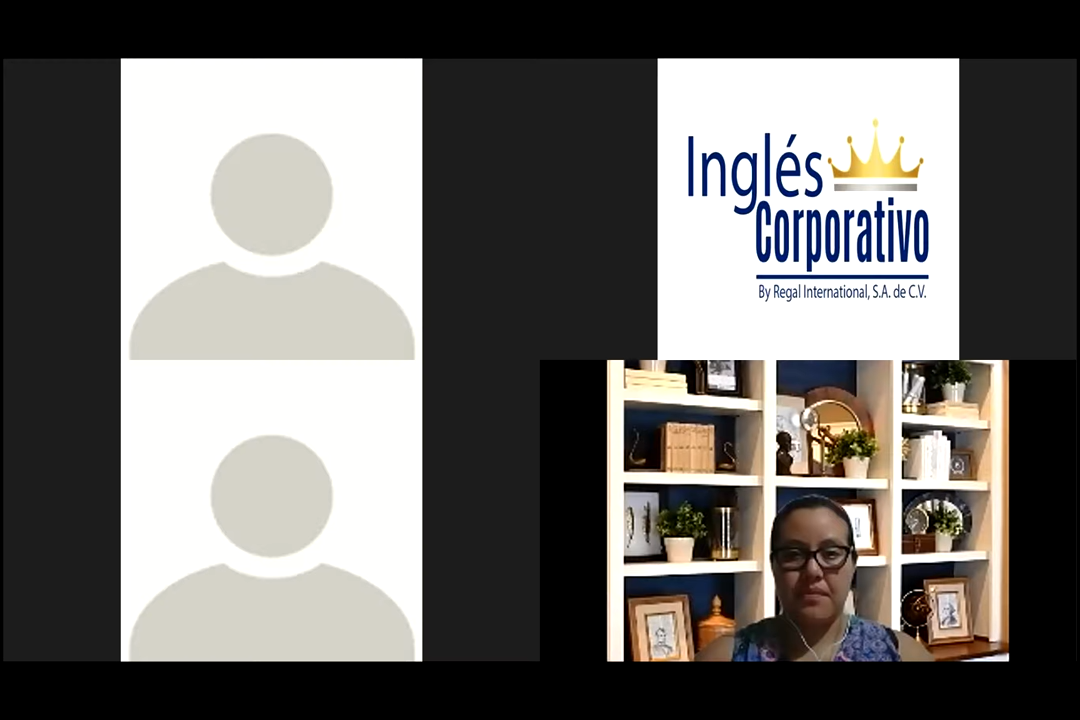 Inglés
Corporativo
By Regal International, S.A. de C.V.